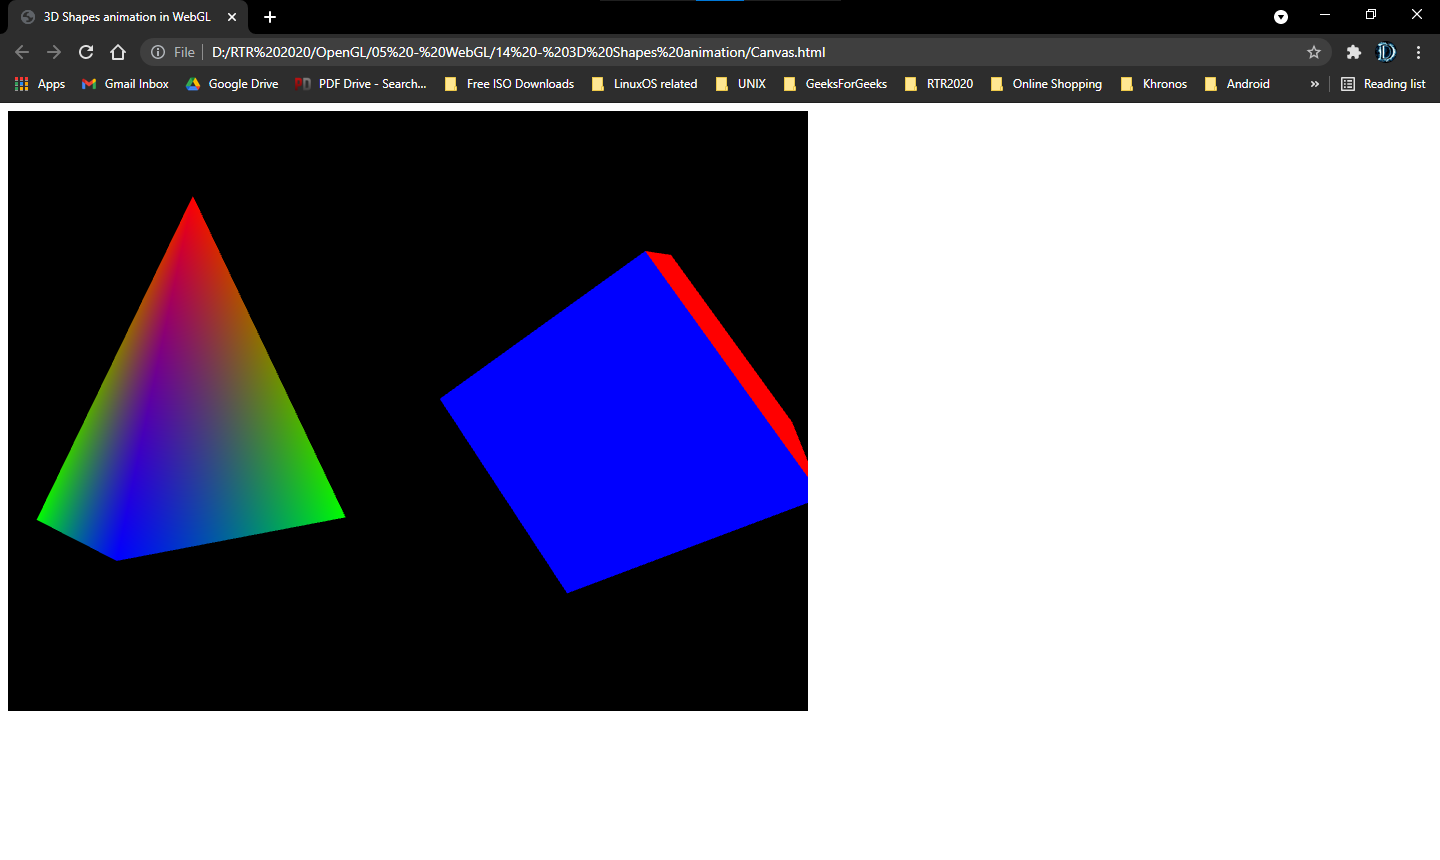 3D Shapes animation in WebGL
File D:/RTR%202020/OpenGL/05%20-%20WebGL/14%20-%203D%20Shapes%20animation/Canvas.html
Apps Gmail Inbox Google Drive PDF Drive - Search... Free ISO Downloads LinuxOS related UNIX GeeksForGeeks RTR2020 Online Shopping Khronos Android » Reading list